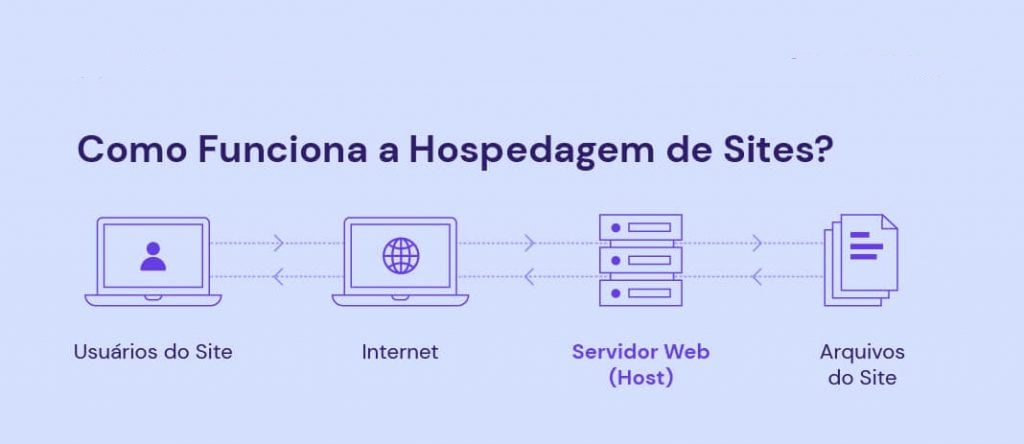 Como Funciona a Hospedagem de Sites?
Usuários do Site
Internet
Servidor Web
(Host)
Arquivos
do Site